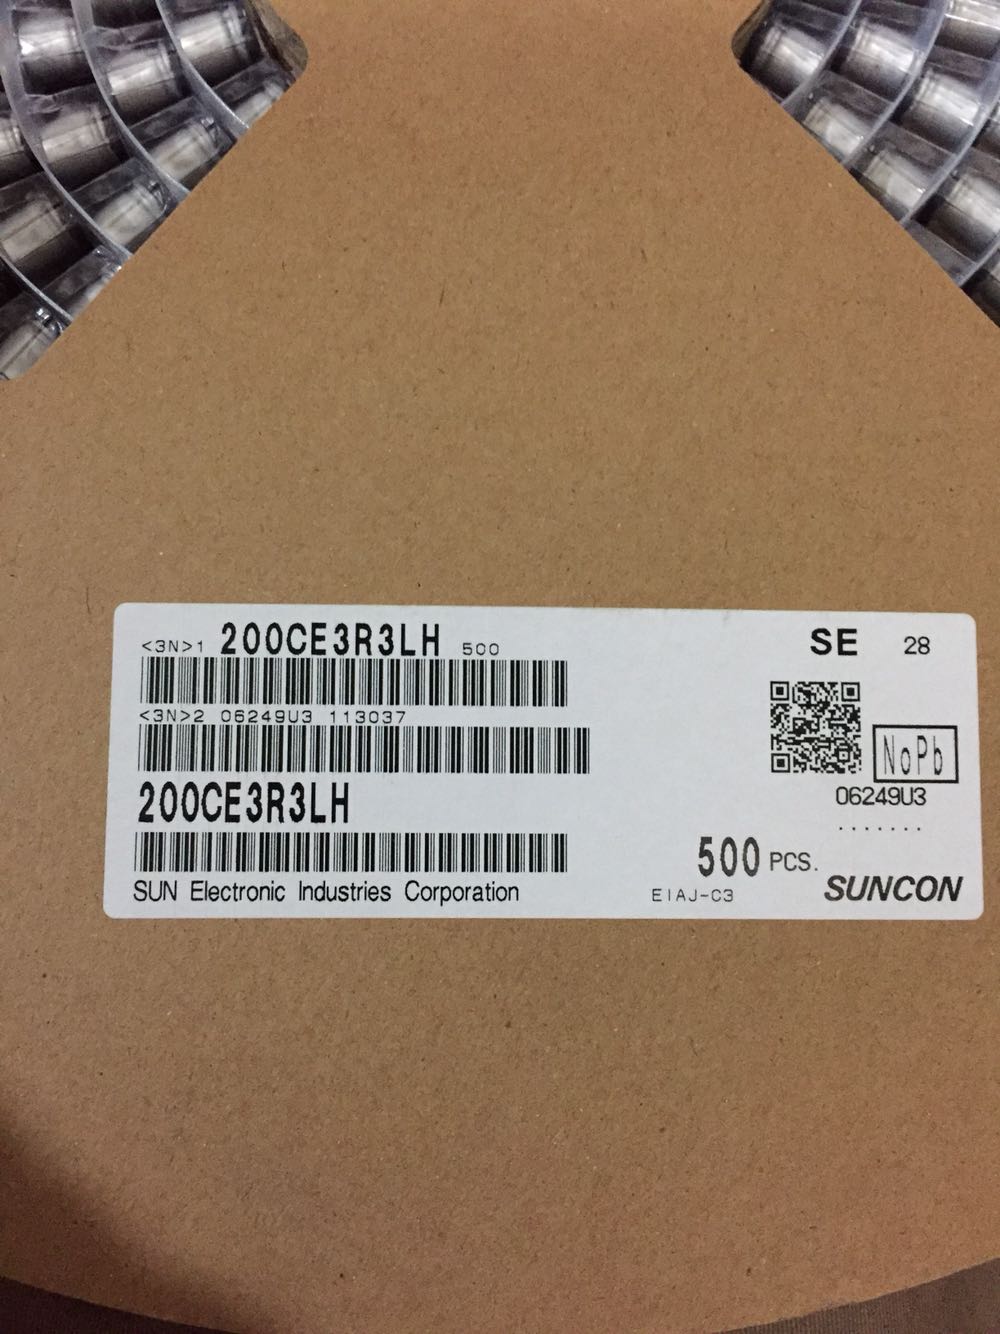 <3N>1 200CE3R3LH 500
SE 28
<3N>2 06249U3 113037
NoPb
200CE3R3LH
06249U3
.......
500 PCS.
SUN Electronic Industries Corporation
EIAJ-C3
SUNCON